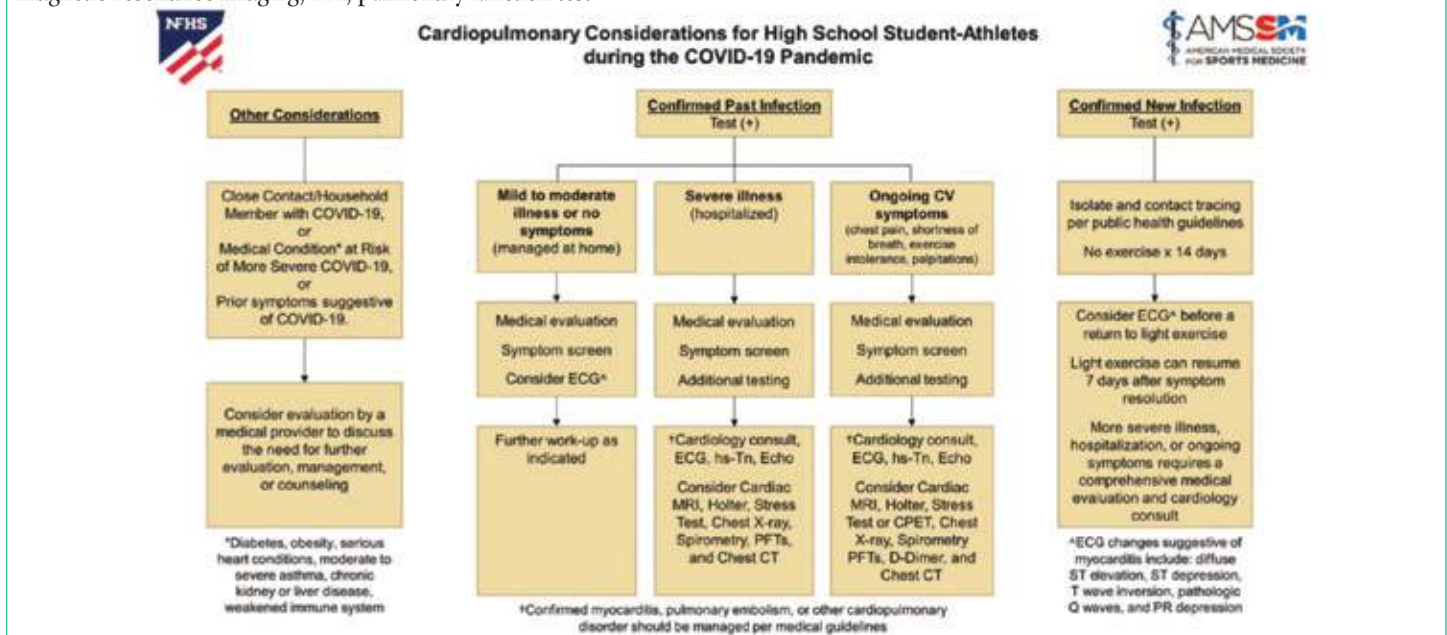 magnetic resonance imaging;
pulmonary function test
NFHS
Cardiopulmonary Considerations for High School Student-Athletes
during the COVID-19 Pandemic
AMSSM
AMERICAN MEDICAL SOCIETY
FOR SPORTS MEDICINE
Other Considerations
Close Contact/Household
Member with COVID-19,
or
Medical Condition* at Risk
of More Severe COVID-19,
or
Prior symptoms suggestive
of COVID-19.
Consider evaluation by a
medical provider to discuss
the need for further
evaluation, management,
or counseling
*Diabetes, obesity, serious
heart conditions, moderate to
severe asthma, chronic
kidney or liver disease,
weakened immune system
Confirmed Past Infection
Test (+)
Mild to moderate
illness or no
symptoms
(managed at home)
Medical evaluation
Symptom screen
Consider ECG^
Further work-up as
indicated
Severe illness
(hospitalized)
Medical evaluation
Symptom screen
Additional testing
†Cardiology consult,
ECG, hs-Tn, Echo
Consider Cardiac
MRI, Holter, Stress
Test, Chest X-ray,
Spirometry, PFTs,
and Chest CT
Ongoing CV
symptoms
(chest pain, shortness of
breath, exercise
intolerance, palpitations)
Medical evaluation
Symptom screen
Additional testing
†Cardiology consult,
ECG, hs-Tn, Echo
Consider Cardiac
MRI, Holter, Stress
Test or CPET, Chest
X-ray, Spirometry
PFTs, D-Dimer, and
Chest CT
†Confirmed myocarditis, pulmonary embolism, or other cardiopulmonary
disorder should be managed per medical guidelines
Confirmed New Infection
Test (+)
Isolate and contact tracing
per public health guidelines
No exercise x 14 days
Consider ECG^ before a
return to light exercise
Light exercise can resume
7 days after symptom
resolution
More severe illness,
hospitalization, or ongoing
symptoms requires a
comprehensive medical
evaluation and cardiology
consult
^ECG changes suggestive of
myocarditis include: diffuse
ST elevation, ST depression,
T wave inversion, pathologic
Q waves, and PR depression